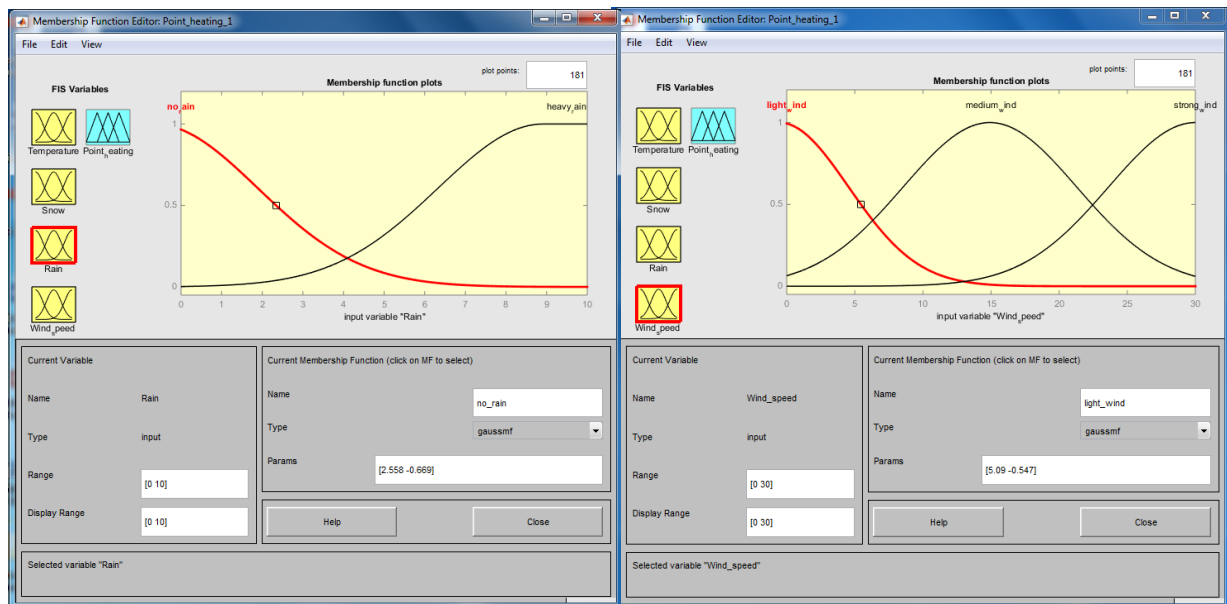 Membership Function Editor: Point_heating_1
File Edit View
FIS Variables
Temperature
Point_heating
Snow
Rain
Wind_speed
plot points:
181
Membership function plots
no_rain
heavy_rain
1
0.5
0
0 1 2 3 4 5 6 7 8 9 10
input variable "Rain"
Current Variable
Name Rain
Type input
Range [0 10]
Display Range [0 10]
Current Membership Function (click on MF to select)
Name no_rain
Type gaussmf
Params [2.558 -0.669]
Help
Close
Selected variable "Rain"
Membership Function Editor: Point_heating_1
File Edit View
FIS Variables
Temperature
Point_heating
Snow
Rain
Wind_speed
plot points:
181
Membership function plots
light_wind
medium_wind
strong_wind
1
0.5
0
0 5 10 15 20 25 30
input variable "Wind_speed"
Current Variable
Name Wind_speed
Type input
Range [0 30]
Display Range [0 30]
Current Membership Function (click on MF to select)
Name light_wind
Type gaussmf
Params [5.09 -0.547]
Help
Close
Selected variable "Wind_speed"